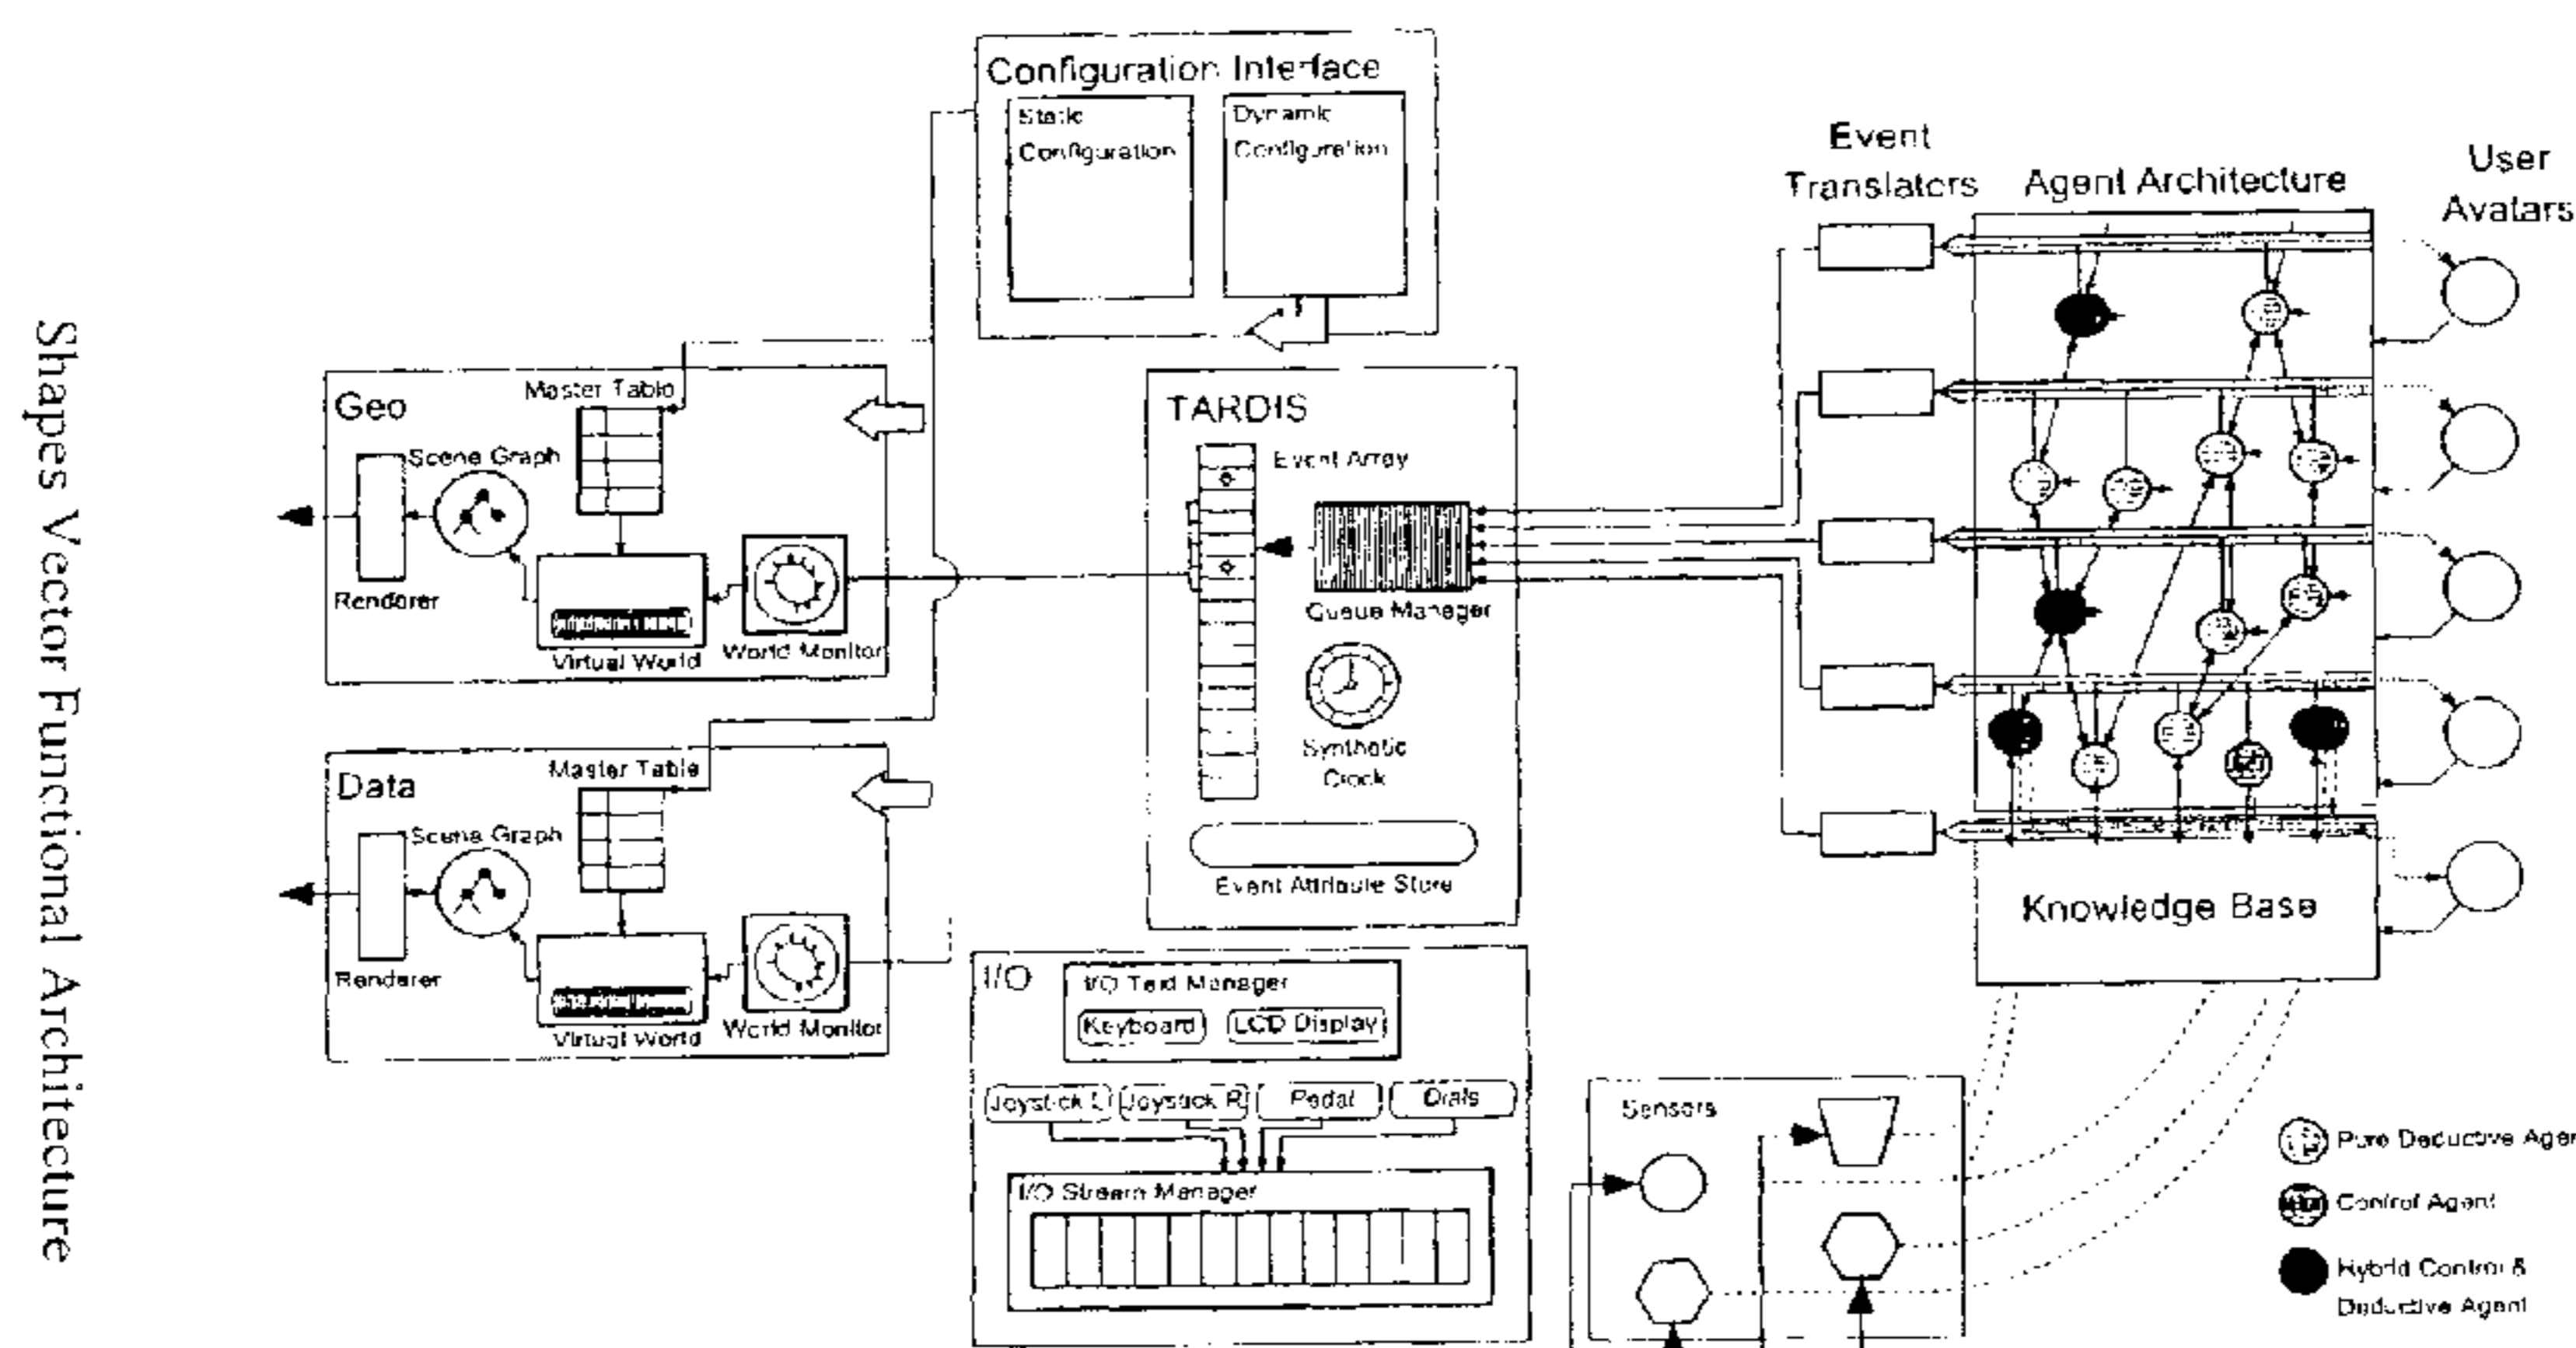 Shapes Vector Functional Architecture
Configuration Interface
Static
Configuration
Dynamic
Configuration
Event
Translators
Agent Architecture
User
Avatars
Geo
Master Table
Scene Graph
Renderer
Virtual World
World Monitor
TARDIS
Event Array
Queue Manager
Synthetic
Clock
Event Attribute Store
Data
Master Table
Scene Graph
Renderer
Virtual World
World Monitor
Knowledge Base
I/O
I/O Text Manager
Keyboard
LCD Display
Joystick L
Joystick R
Pedal
Dials
I/O Stream Manager
Sensors
Pure Deductive Agen
Control Agent
Hybrid Control &
Deductive Agent